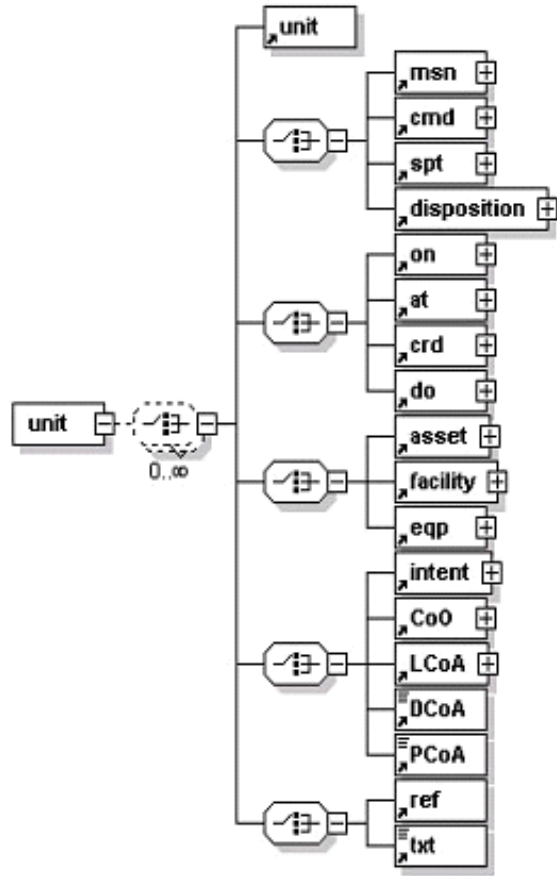 unit
msn
cmd
spt
disposition
on
at
crd
do
unit
0..∞
asset
facility
eqp
intent
CoO
LCoA
DCoA
PCoA
ref
txt